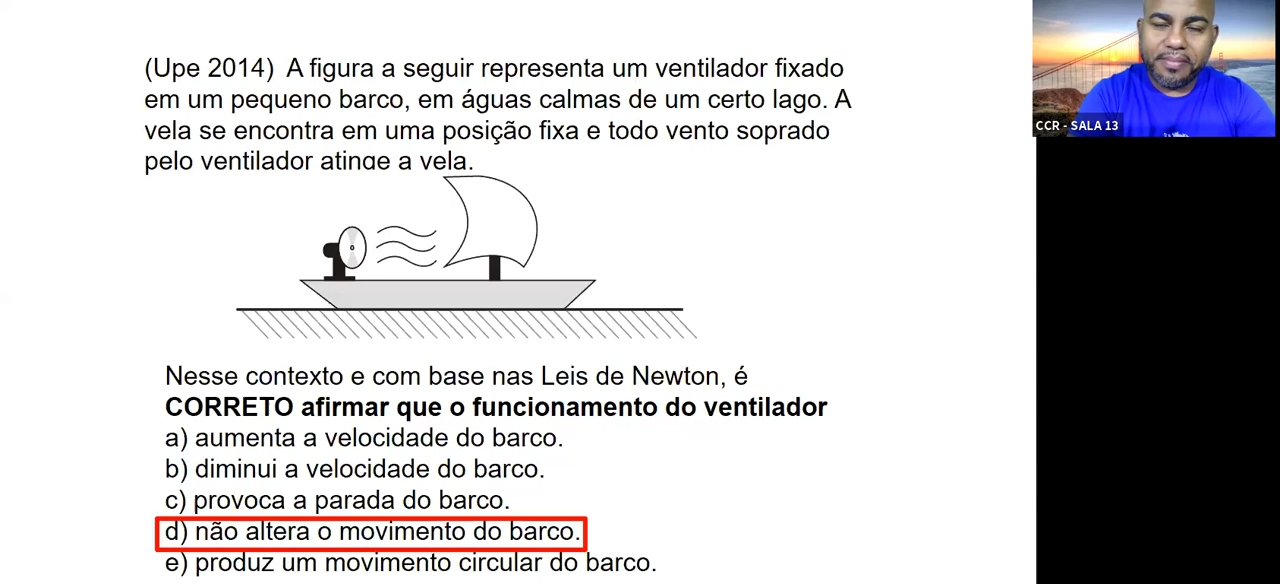 (Upe 2014) A figura a seguir representa um ventilador fixado
em um pequeno barco, em águas calmas de um certo lago. A
vela se encontra em uma posição fixa e todo vento soprado
pelo ventilador atinge a vela.
CCR - SALA 13
Nesse contexto e com base nas Leis de Newton, é
CORRETO afirmar que o funcionamento do ventilador
a) aumenta a velocidade do barco.
b) diminui a velocidade do barco.
c) provoca a parada do barco.
d) não altera o movimento do barco.
e) produz um movimento circular do barco.